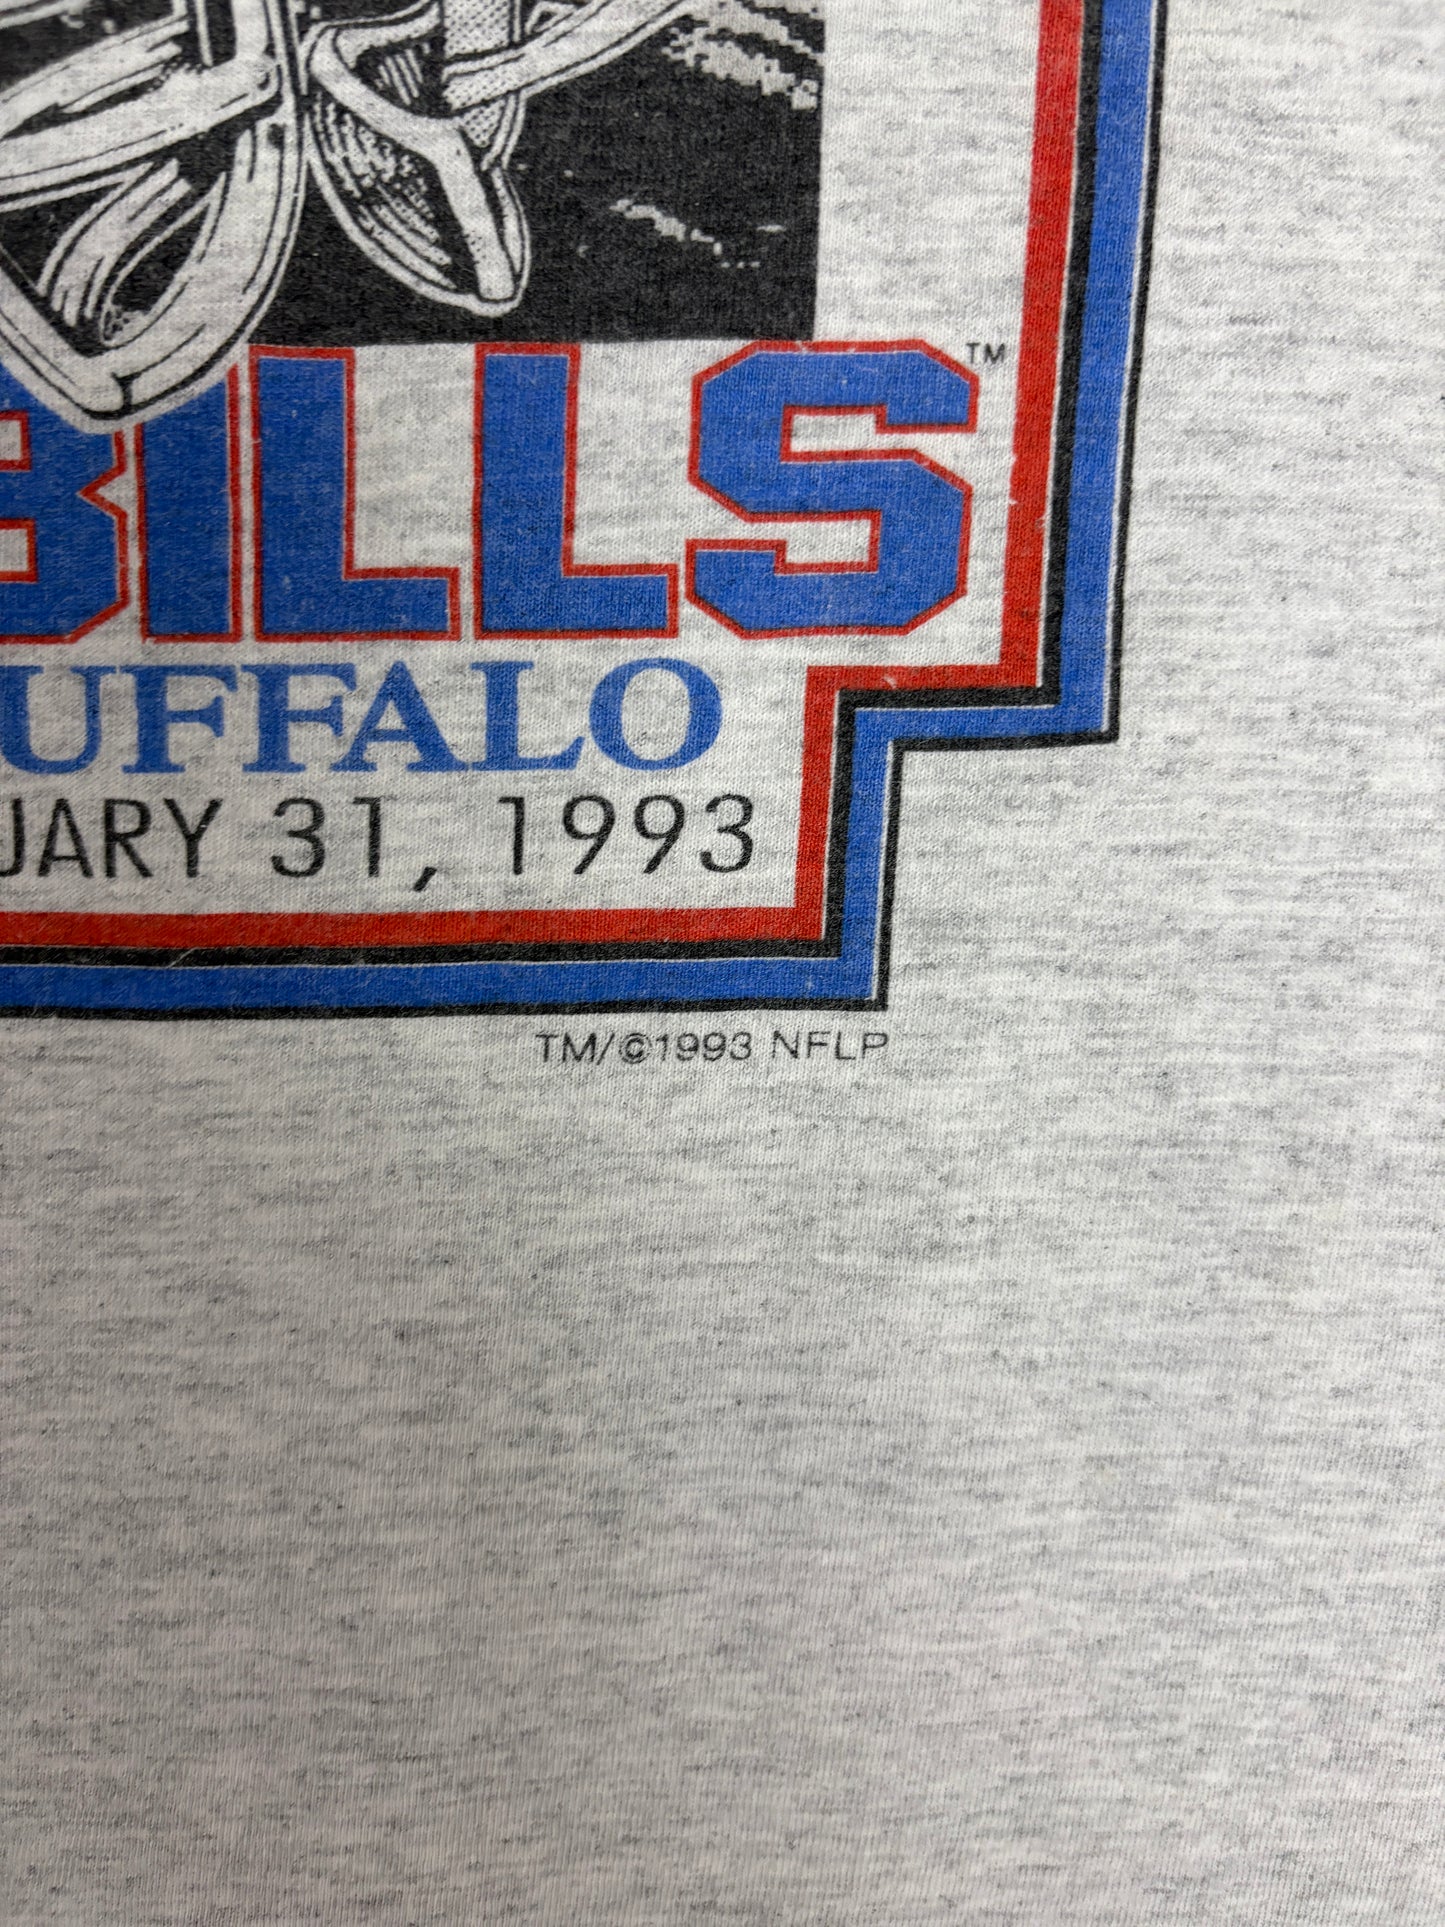 BILLS™
UFFALO
UARY 31, 1993
TM/©1993 NFLP